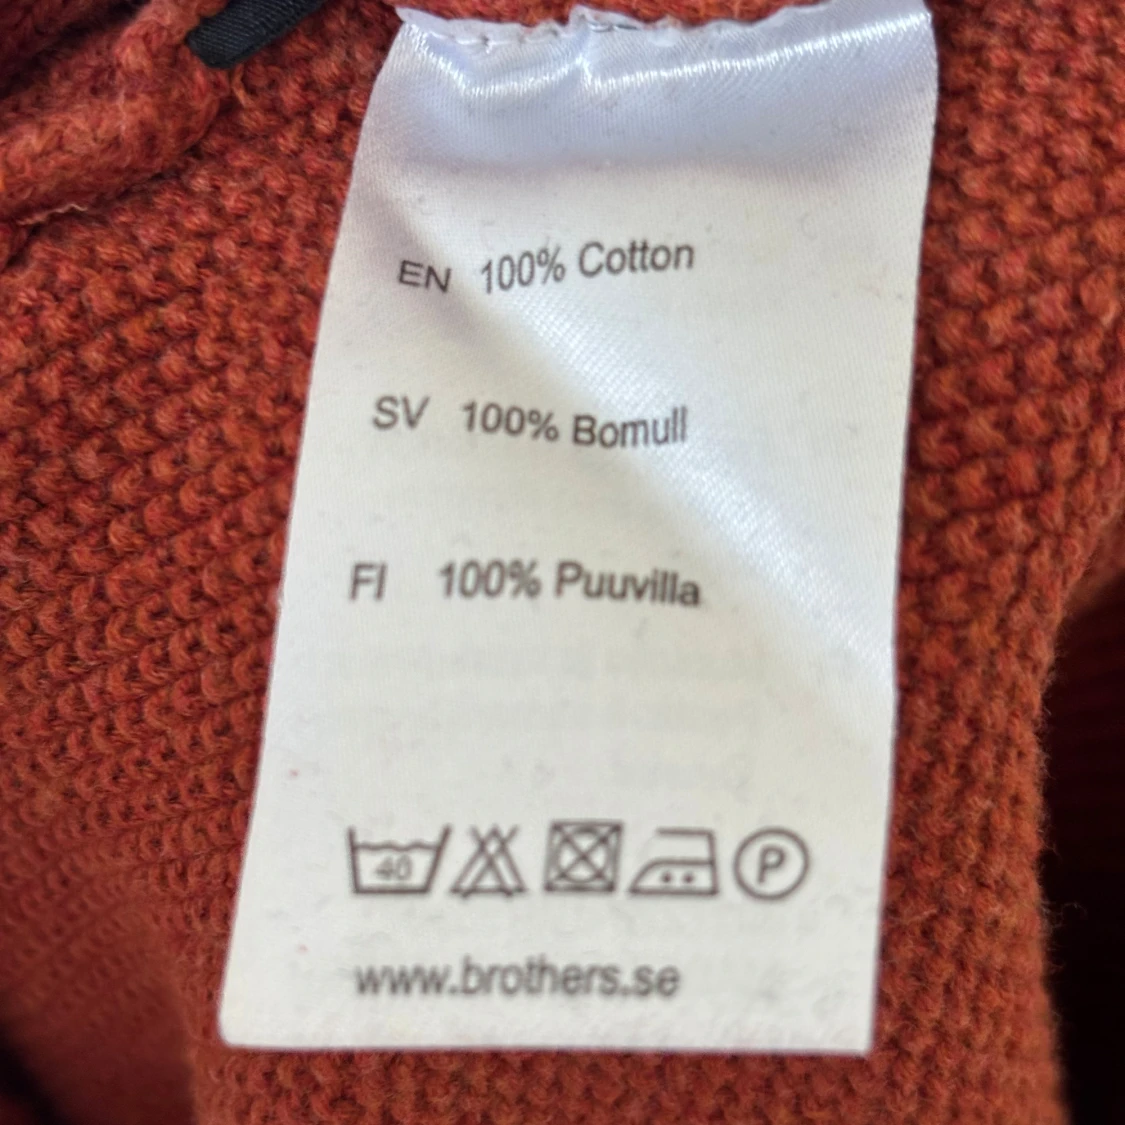 EN 100% Cotton
SV 100% Bomull
FI 100% Puuvilla
40 P
www.brothers.se